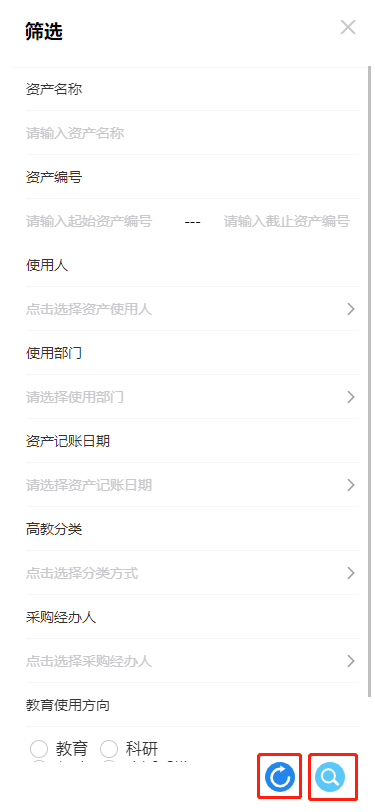 筛选
资产名称
请输入资产名称
资产编号
请输入起始资产编号 --- 请输入截止资产编号
使用人
点击选择资产使用人
使用部门
请选择使用部门
资产记账日期
请选择资产记账日期
高教分类
点击选择分类方式
采购经办人
点击选择采购经办人
教育使用方向
教育 科研